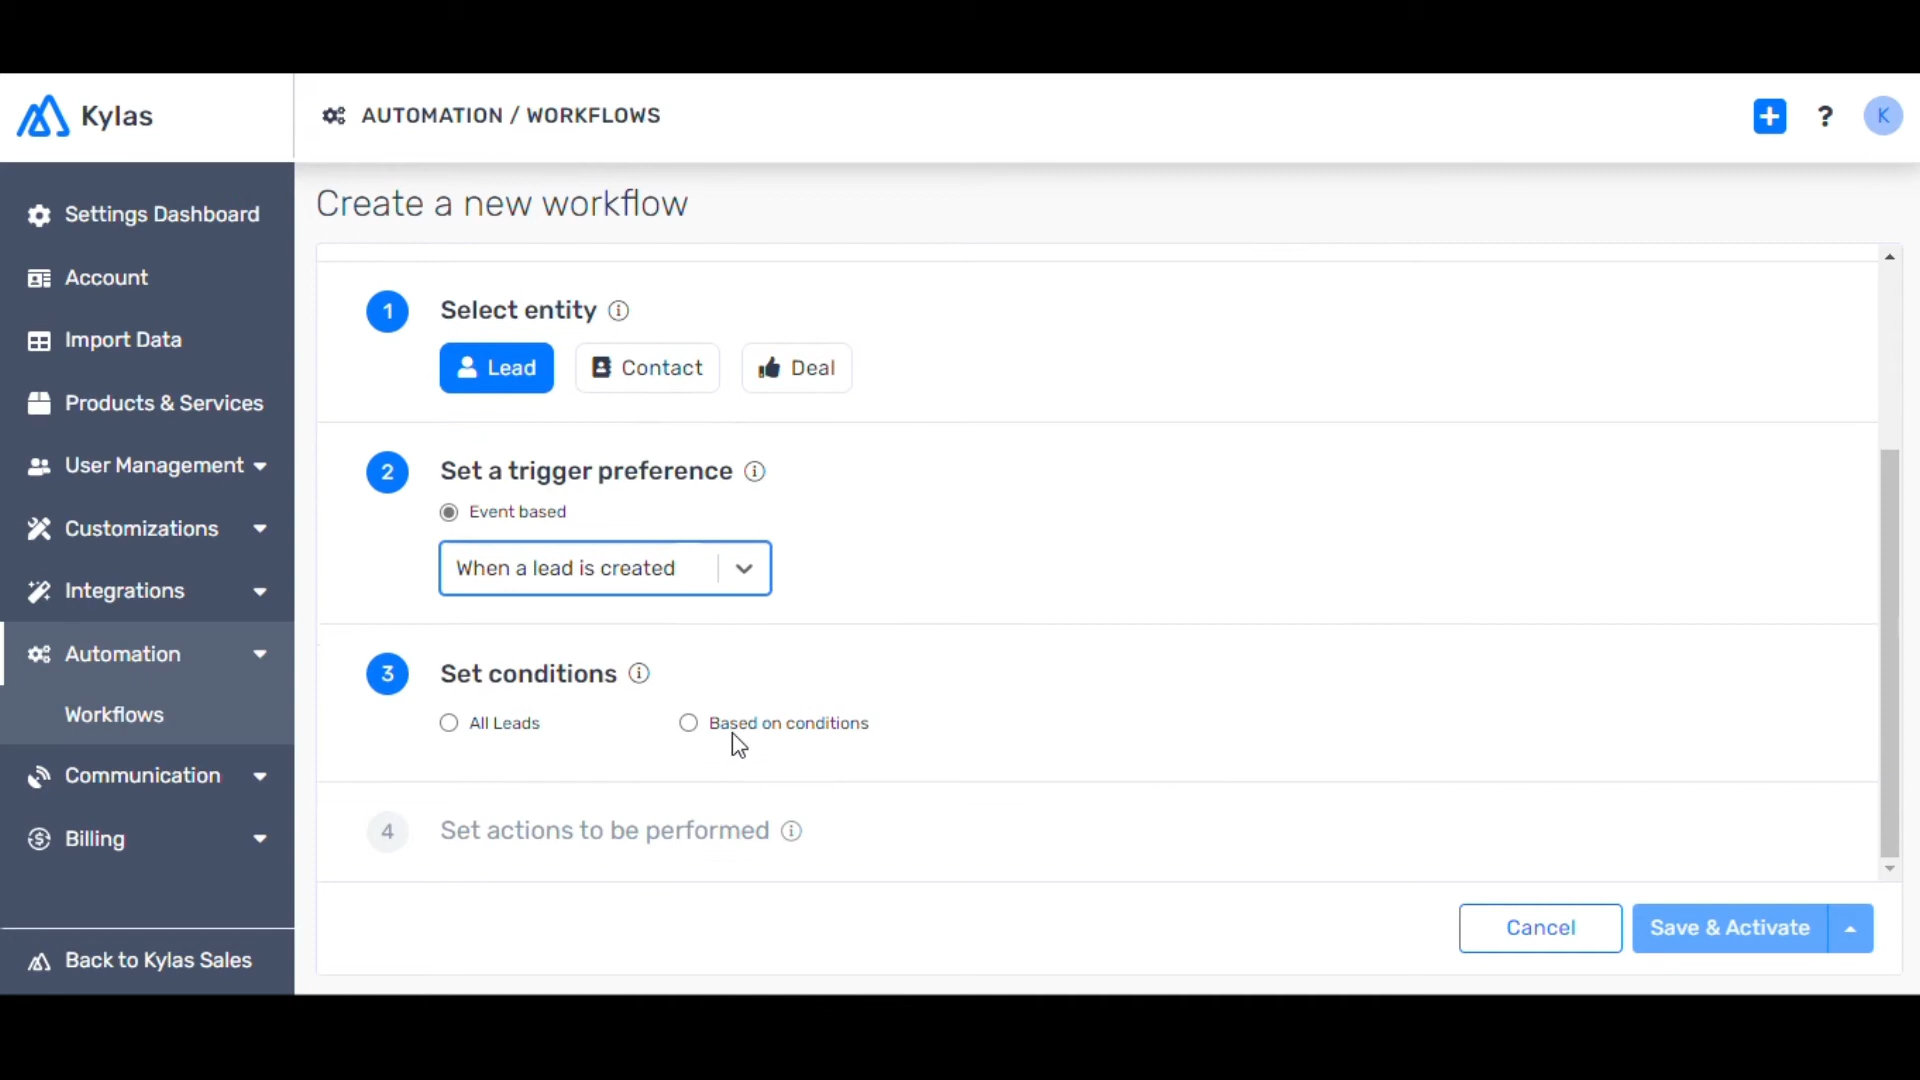 Kylas
AUTOMATION / WORKFLOWS
?
K
Settings Dashboard
Account
Import Data
Products & Services
User Management
Customizations
Integrations
Automation
Workflows
Communication
Billing
Back to Kylas Sales
Create a new workflow
1 Select entity
Lead Contact Deal
2 Set a trigger preference
Event based
When a lead is created
3 Set conditions
All Leads Based on conditions
4 Set actions to be performed
Cancel Save & Activate